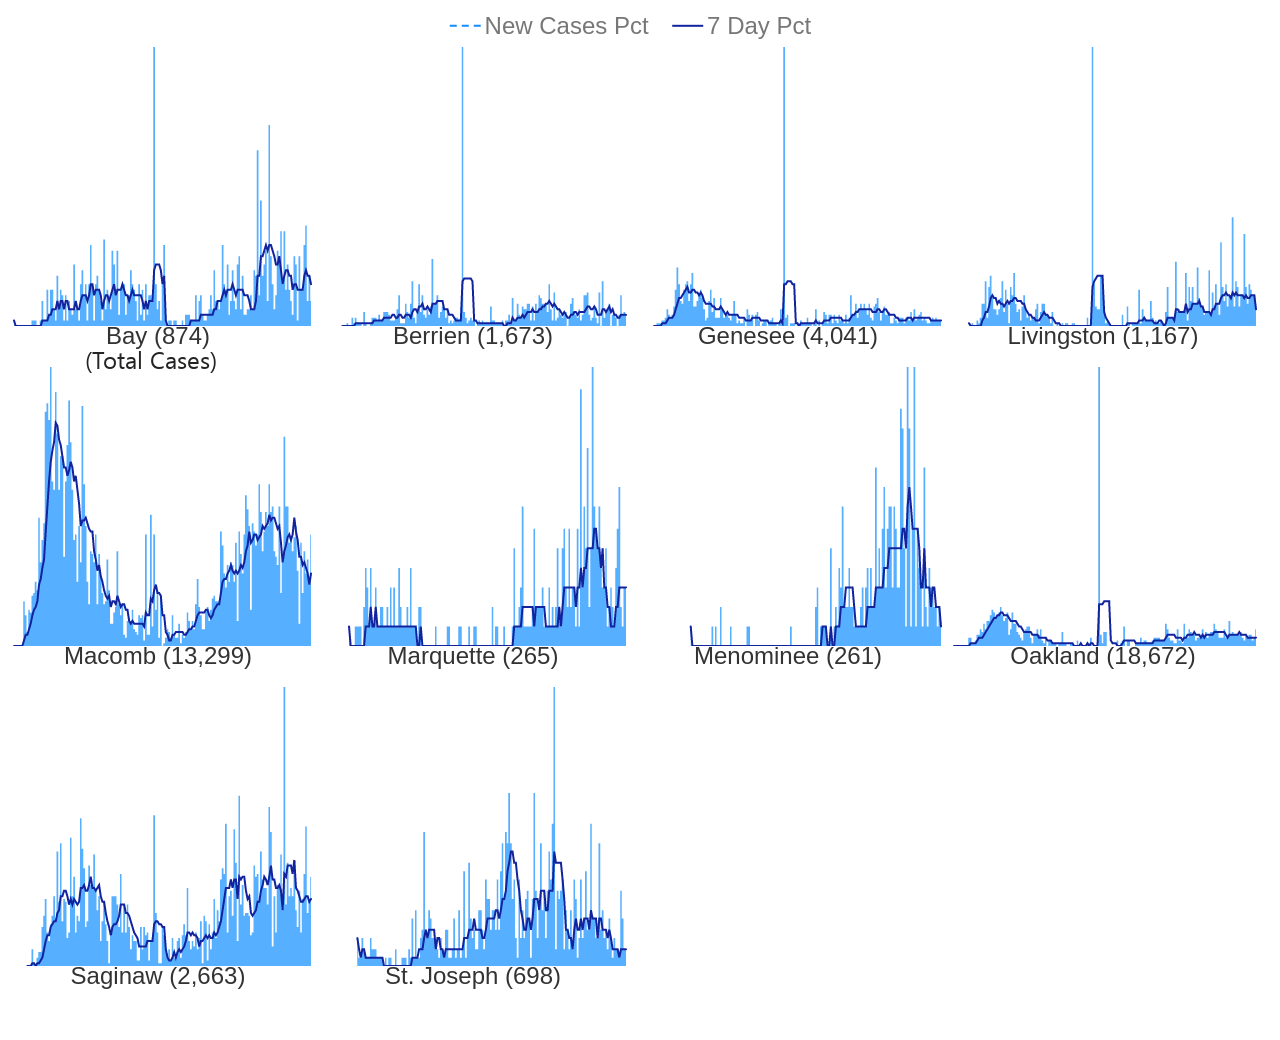 New Cases Pct 7 Day Pct
Bay (874) Berrien (1,673) Genesee (4,041) Livingston (1,167)
(Total Cases)
Macomb (13,299) Marquette (265) Menominee (261) Oakland (18,672)
Saginaw (2,663) St. Joseph (698)